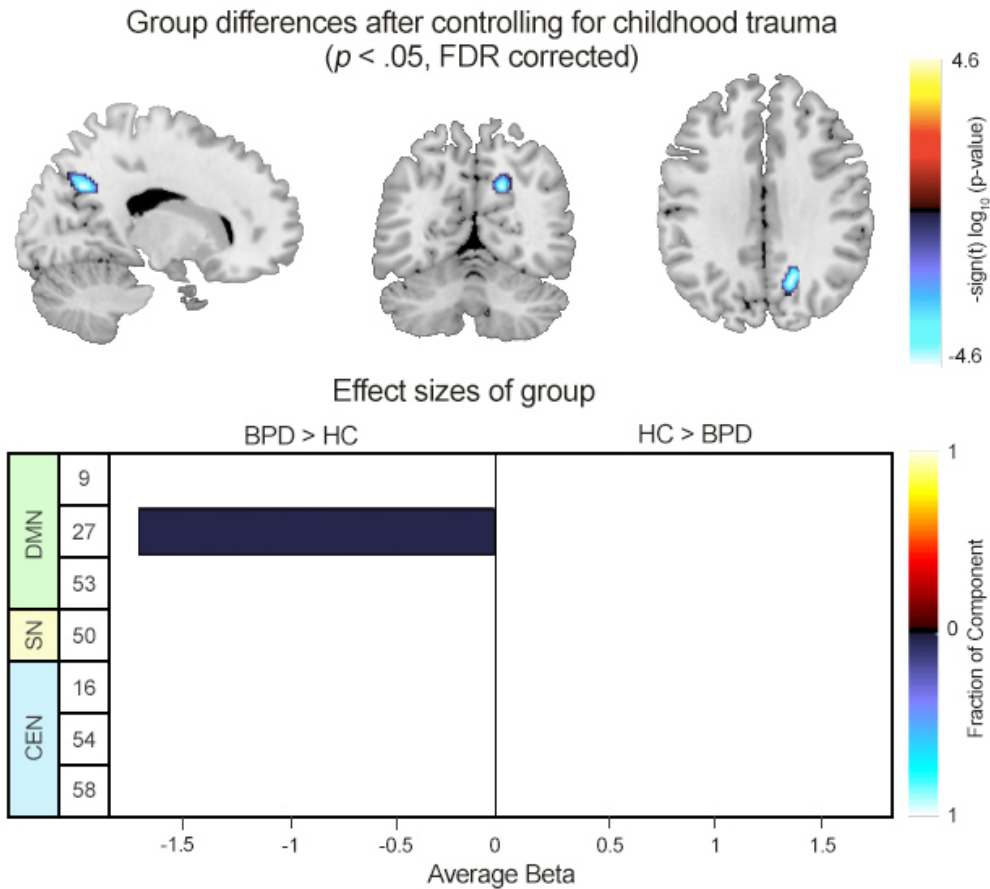 Group differences after controlling for childhood trauma
(p < .05, FDR corrected)
4.6
-sign(t) log10 (p-value)
-4.6
Effect sizes of group
BPD > HC
HC > BPD
DMN
9
27
53
SN
50
CEN
16
54
58
1
0
1
Fraction of Component
-1.5
-1
-0.5
0
0.5
1
1.5
Average Beta